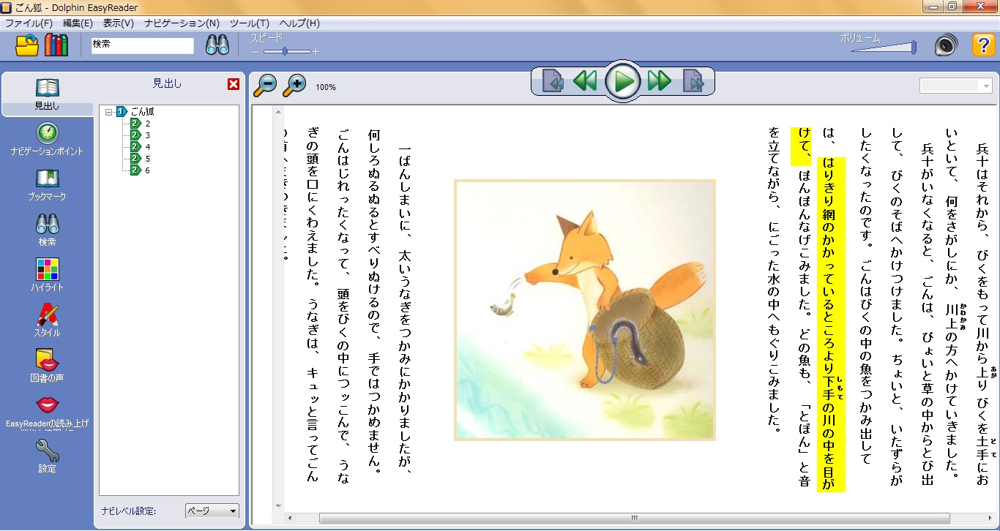 ごん狐 - Dolphin EasyReader
ファイル(F) 編集(E) 表示(V) ナビゲーション(N) ツール(T) ヘルプ(H)
検索
スピード
ボリューム
見出し
ナビゲーションポイント
ブックマーク
検索
ハイライト
スタイル
図書の声
EasyReaderの読み上げ
設定
見出し
1 ごん狐
2 2
2 3
2 4
2 5
2 6
ナビレベル設定:
ページ
100%
兵十はそれから、びくをもって川から上りびくを土手にお
あが
どて
いといて、何をさがしにか、川上の方へかけていきました。
かわかみ
兵十がいなくなると、ごんは、ぴょいと草の中からとび出
して、びくのそばへかけつけました。ちょいと、いたずらが
したくなったのです。ごんはびくの中の魚をつかみ出して
は、はりきり網のかかっているところより下手の川の中を目が
しもて
けて、ぽんぽんなげこみました。どの魚も、「とぼん」と音
を立てながら、にごった水の中へもぐりこみました。
一ばんしまいに、太いうなぎをつかみにかかりましたが、
何しろぬるぬるとすべりぬけるので、手ではつかめません。
ごんはじれったくなって、頭をびくの中につッこんで、うな
ぎの頭を口にくわえました。うなぎは、キュッと言ってごん